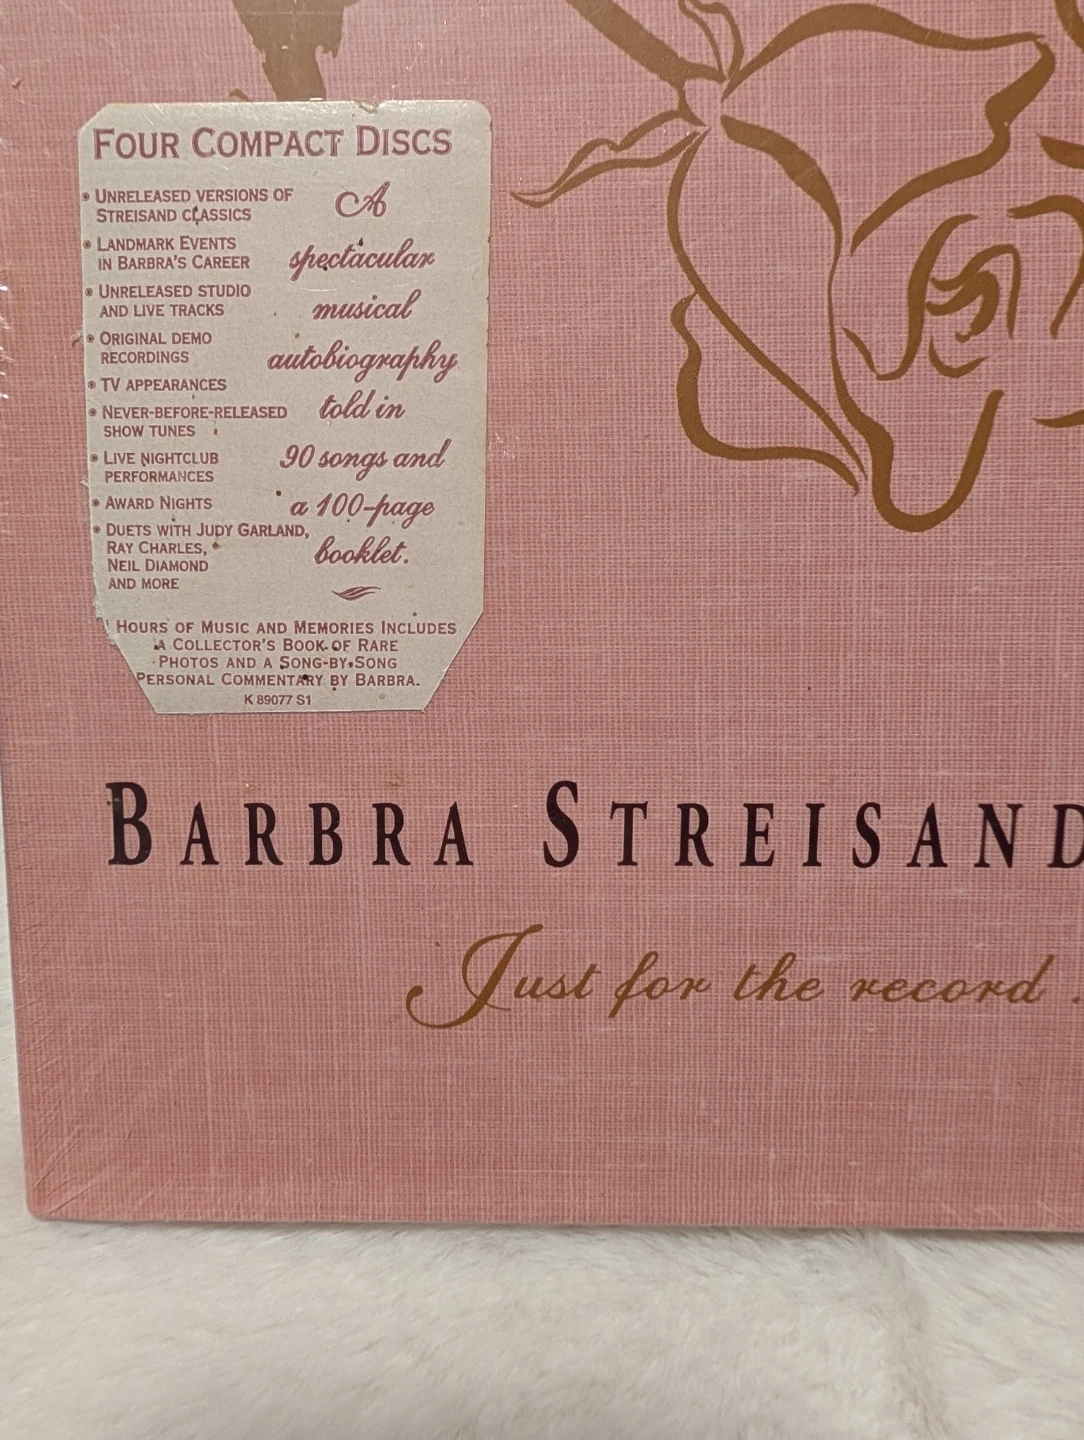 FOUR COMPACT DISCS
• UNRELEASED VERSIONS OF
STREISAND CLASSICS
• LANDMARK EVENTS
IN BARBRA'S CAREER
• UNRELEASED STUDIO
AND LIVE TRACKS
• ORIGINAL DEMO
RECORDINGS
• TV APPEARANCES
• NEVER-BEFORE-RELEASED
SHOW TUNES
• LIVE NIGHTCLUB
PERFORMANCES
• AWARD NIGHTS
• DUETS WITH JUDY GARLAND,
RAY CHARLES,
NEIL DIAMOND
AND MORE
A
spectacular
musical
autobiography
told in
90 songs and
a 100-page
booklet.
HOURS OF MUSIC AND MEMORIES INCLUDES
A COLLECTOR'S BOOK OF RARE
PHOTOS AND A SONG-BY-SONG
PERSONAL COMMENTARY BY BARBRA.
K 89077 S1
BARBRA STREISAND
Just for the record .